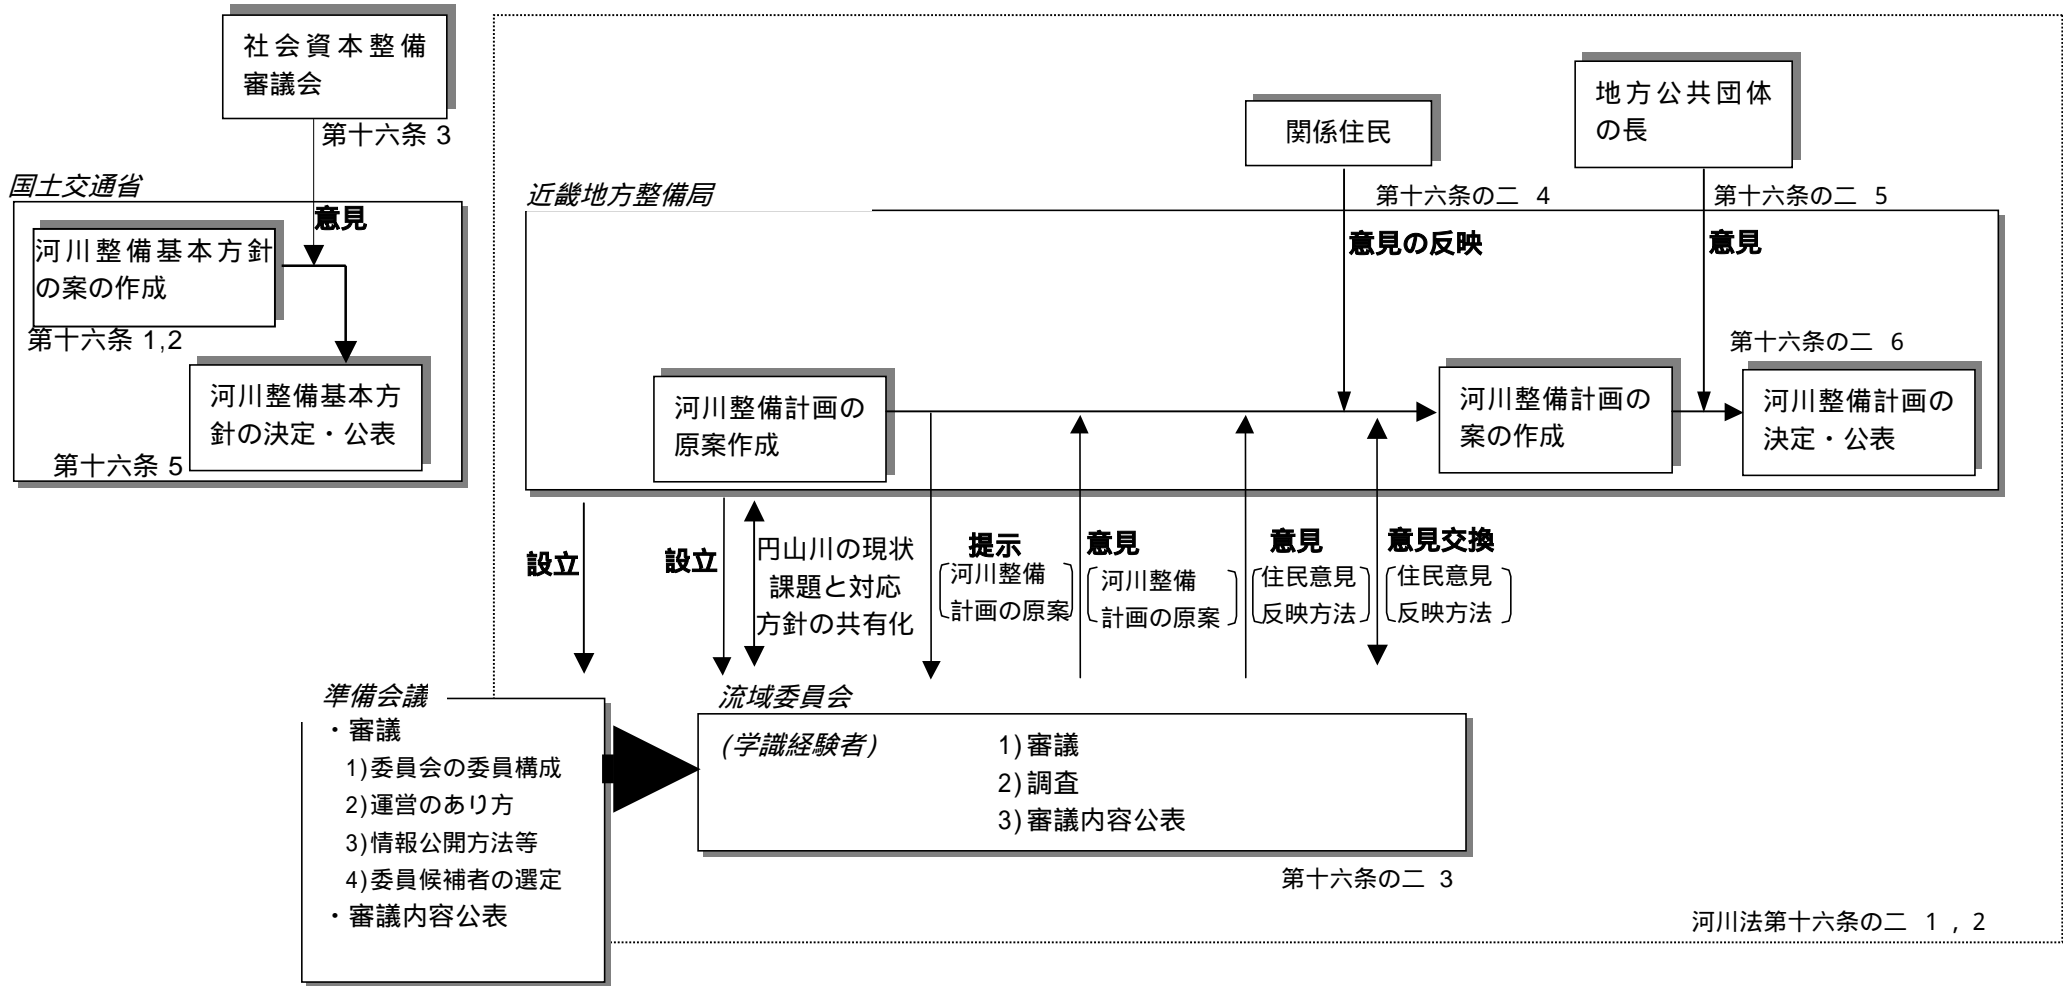 社会資本整備
審議会
第十六条 3
国土交通省
意見
河川整備基本方針
の案の作成
第十六条 1,2
河川整備基本方
針の決定・公表
第十六条 5
関係住民
地方公共団体
の長
近畿地方整備局
第十六条の二 4
第十六条の二 5
意見の反映
意見
第十六条の二 6
河川整備計画の
原案作成
河川整備計画の
案の作成
河川整備計画の
決定・公表
設立
設立
円山川の現状
課題と対応
方針の共有化
提示
河川整備
計画の原案
意見
河川整備
計画の原案
意見
住民意見
反映方法
意見交換
住民意見
反映方法
準備会議
・審議
1)委員会の委員構成
2)運営のあり方
3)情報公開方法等
4)委員候補者の選定
・審議内容公表
流域委員会
(学識経験者)
1)審議
2)調査
3)審議内容公表
第十六条の二 3
河川法第十六条の二 1 , 2